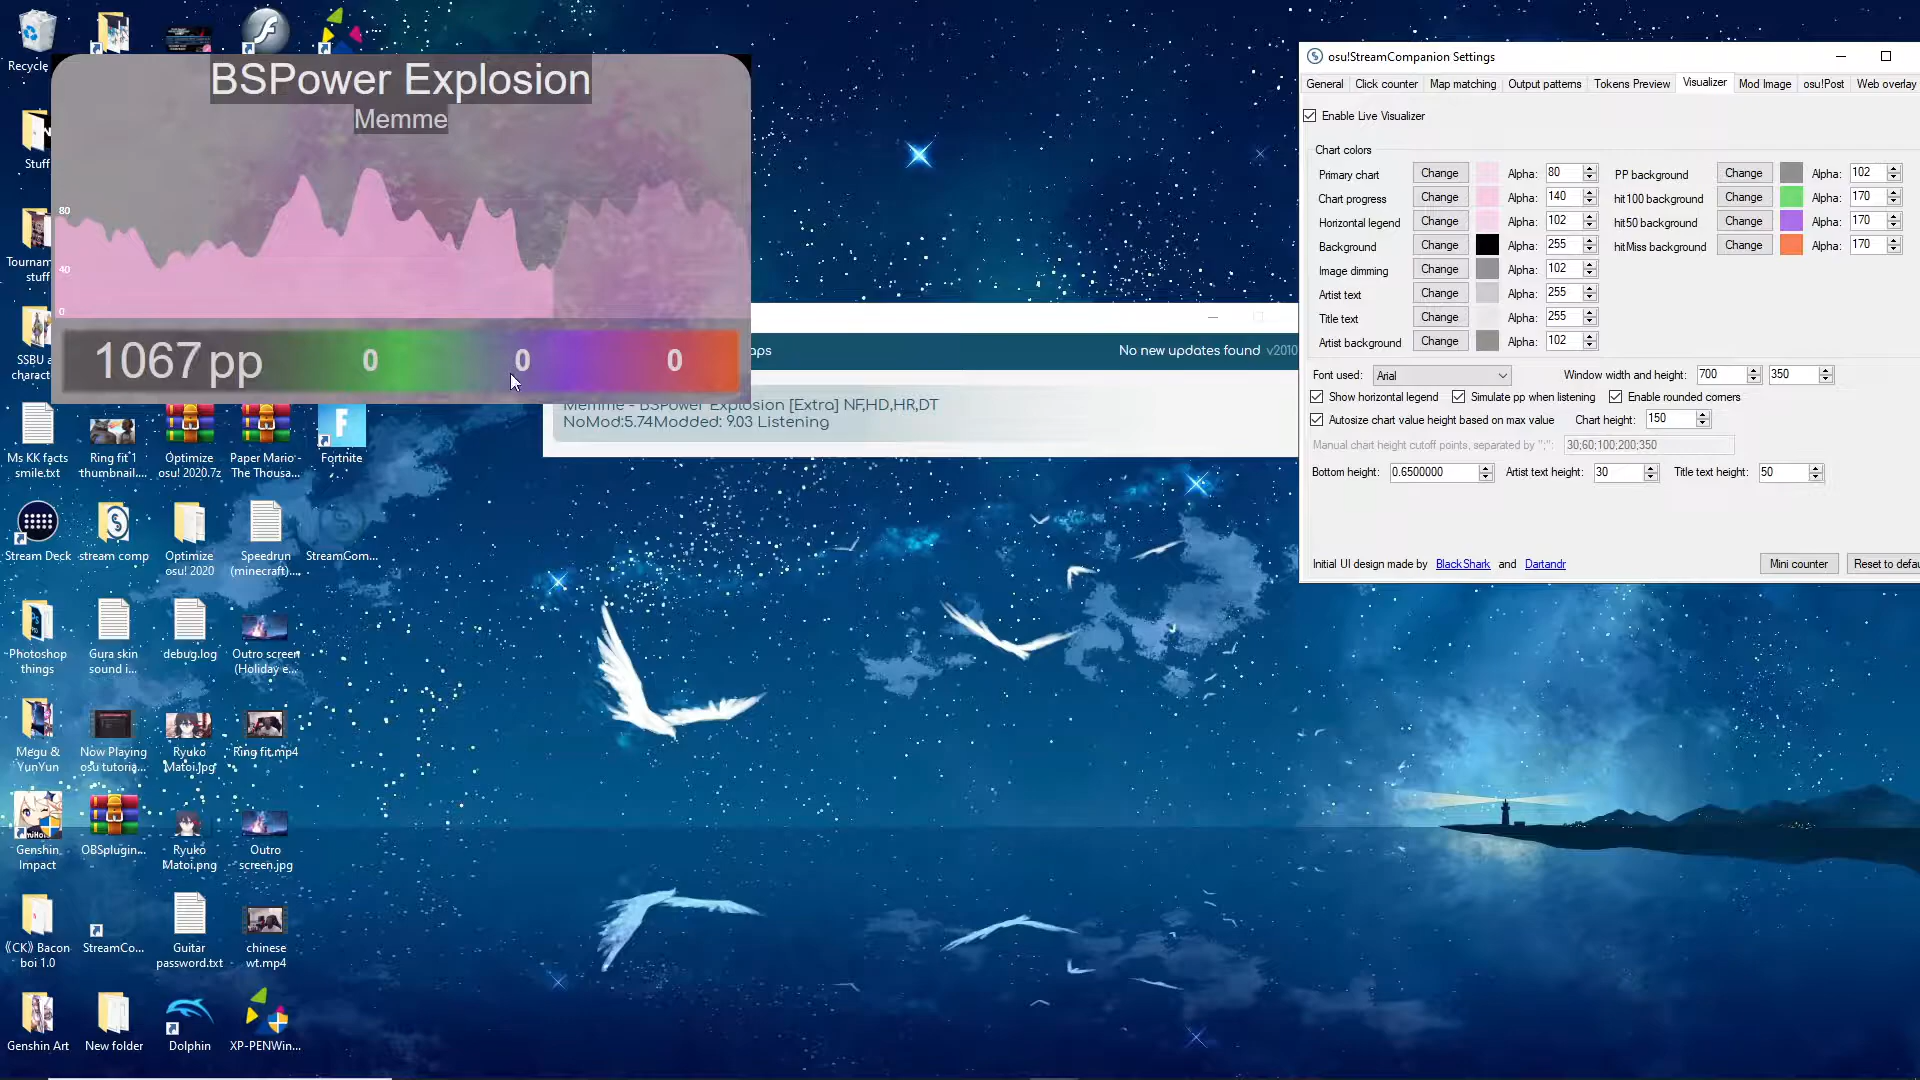 Recycle
BSPower Explosion
Memme
80
40
0
1067pp
0
0
0
Stuff
Tournam
stuff
SSBU a
charact...
aps
No new updates found v2010
Memme - BSPower Explosion [Extra] NF,HD,HR,DT
NoMod:5.74Modded: 9.03 Listening
osu!StreamCompanion Settings
General
Click counter
Map matching
Output patterns
Tokens Preview
Visualizer
Mod Image
osu!Post
Web overlay
Enable Live Visualizer
Chart colors
Primary chart Change Alpha: 80 PP background Change Alpha: 102
Chart progress Change Alpha: 140 hit100 background Change Alpha: 170
Horizontal legend Change Alpha: 102 hit50 background Change Alpha: 170
Background Change Alpha: 255 hitMiss background Change Alpha: 170
Image dimming Change Alpha: 102
Artist text Change Alpha: 255
Title text Change Alpha: 255
Artist background Change Alpha: 102
Font used: Arial Window width and height: 700 350
Show horizontal legend Simulate pp when listening Enable rounded corners
Autosize chart value height based on max value Chart height: 150
Manual chart height cutoff points, separated by ";": 30;60;100;200;350
Bottom height: 0.6500000 Artist text height: 30 Title text height: 50
Initial UI design made by BlackShark and Dartandr
Mini counter
Reset to defau
Ms KK facts
smile.txt
Ring fit 1
thumbnail....
Optimize
osu! 2020.7z
Paper Mario -
The Thousa...
Fortnite
Stream Deck
stream comp
Optimize
osu! 2020
Speedrun
(minecraft)...
StreamCom...
Photoshop
things
Gura skin
sound i...
debug.log
Outro screen
(Holiday e...
Megu &
YunYun
Now Playing
osu tutoria...
Ryuko
Matoi.jpg
Ring fit.mp4
Genshin
Impact
OBSplugin...
Ryuko
Matoi.png
Outro
screen.jpg
《CK》 Bacon
boi 1.0
StreamCo...
Guitar
password.txt
chinese
wt.mp4
Genshin Art
New folder
Dolphin
XP-PENWin...